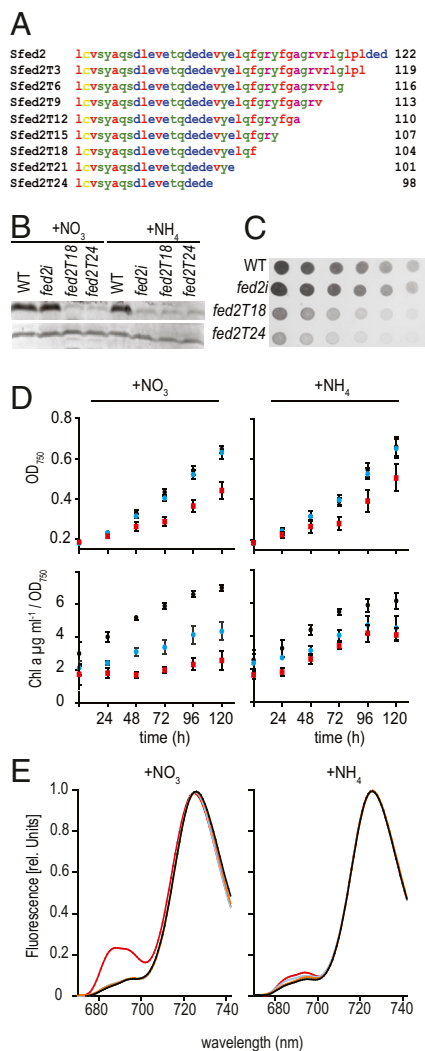 A
Sfed2 lcvsyaqsdlevetqdedevyelqfgryfgagrvrlglplded 122
Sfed2T3 lcvsyaqsdlevetqdedevyelqfgryfgagrvrlglpl 119
Sfed2T6 lcvsyaqsdlevetqdedevyelqfgryfgagrvrlg 116
Sfed2T9 lcvsyaqsdlevetqdedevyelqfgryfgagrv 113
Sfed2T12 lcvsyaqsdlevetqdedevyelqfgryfga 110
Sfed2T15 lcvsyaqsdlevetqdedevyelqfgry 107
Sfed2T18 lcvsyaqsdlevetqdedevyelqf 104
Sfed2T21 lcvsyaqsdlevetqdedevye 101
Sfed2T24 lcvsyaqsdlevetqdede 98
B
+NO3 +NH4
WT fed2i fed2T18 fed2T24 WT fed2i fed2T18 fed2T24
C
WT
fed2i
fed2T18
fed2T24
D
+NO3 +NH4
OD750
0.8
0.6
0.4
0.2
Chl a µg ml-1 / OD750
6
4
2
0
24 48 72 96 120 24 48 72 96 120
time (h) time (h)
E
+NO3 +NH4
Fluorescence [rel. Units]
1.0
0.8
0.6
0.4
0.2
0
680 700 720 740 680 700 720 740
wavelength (nm)